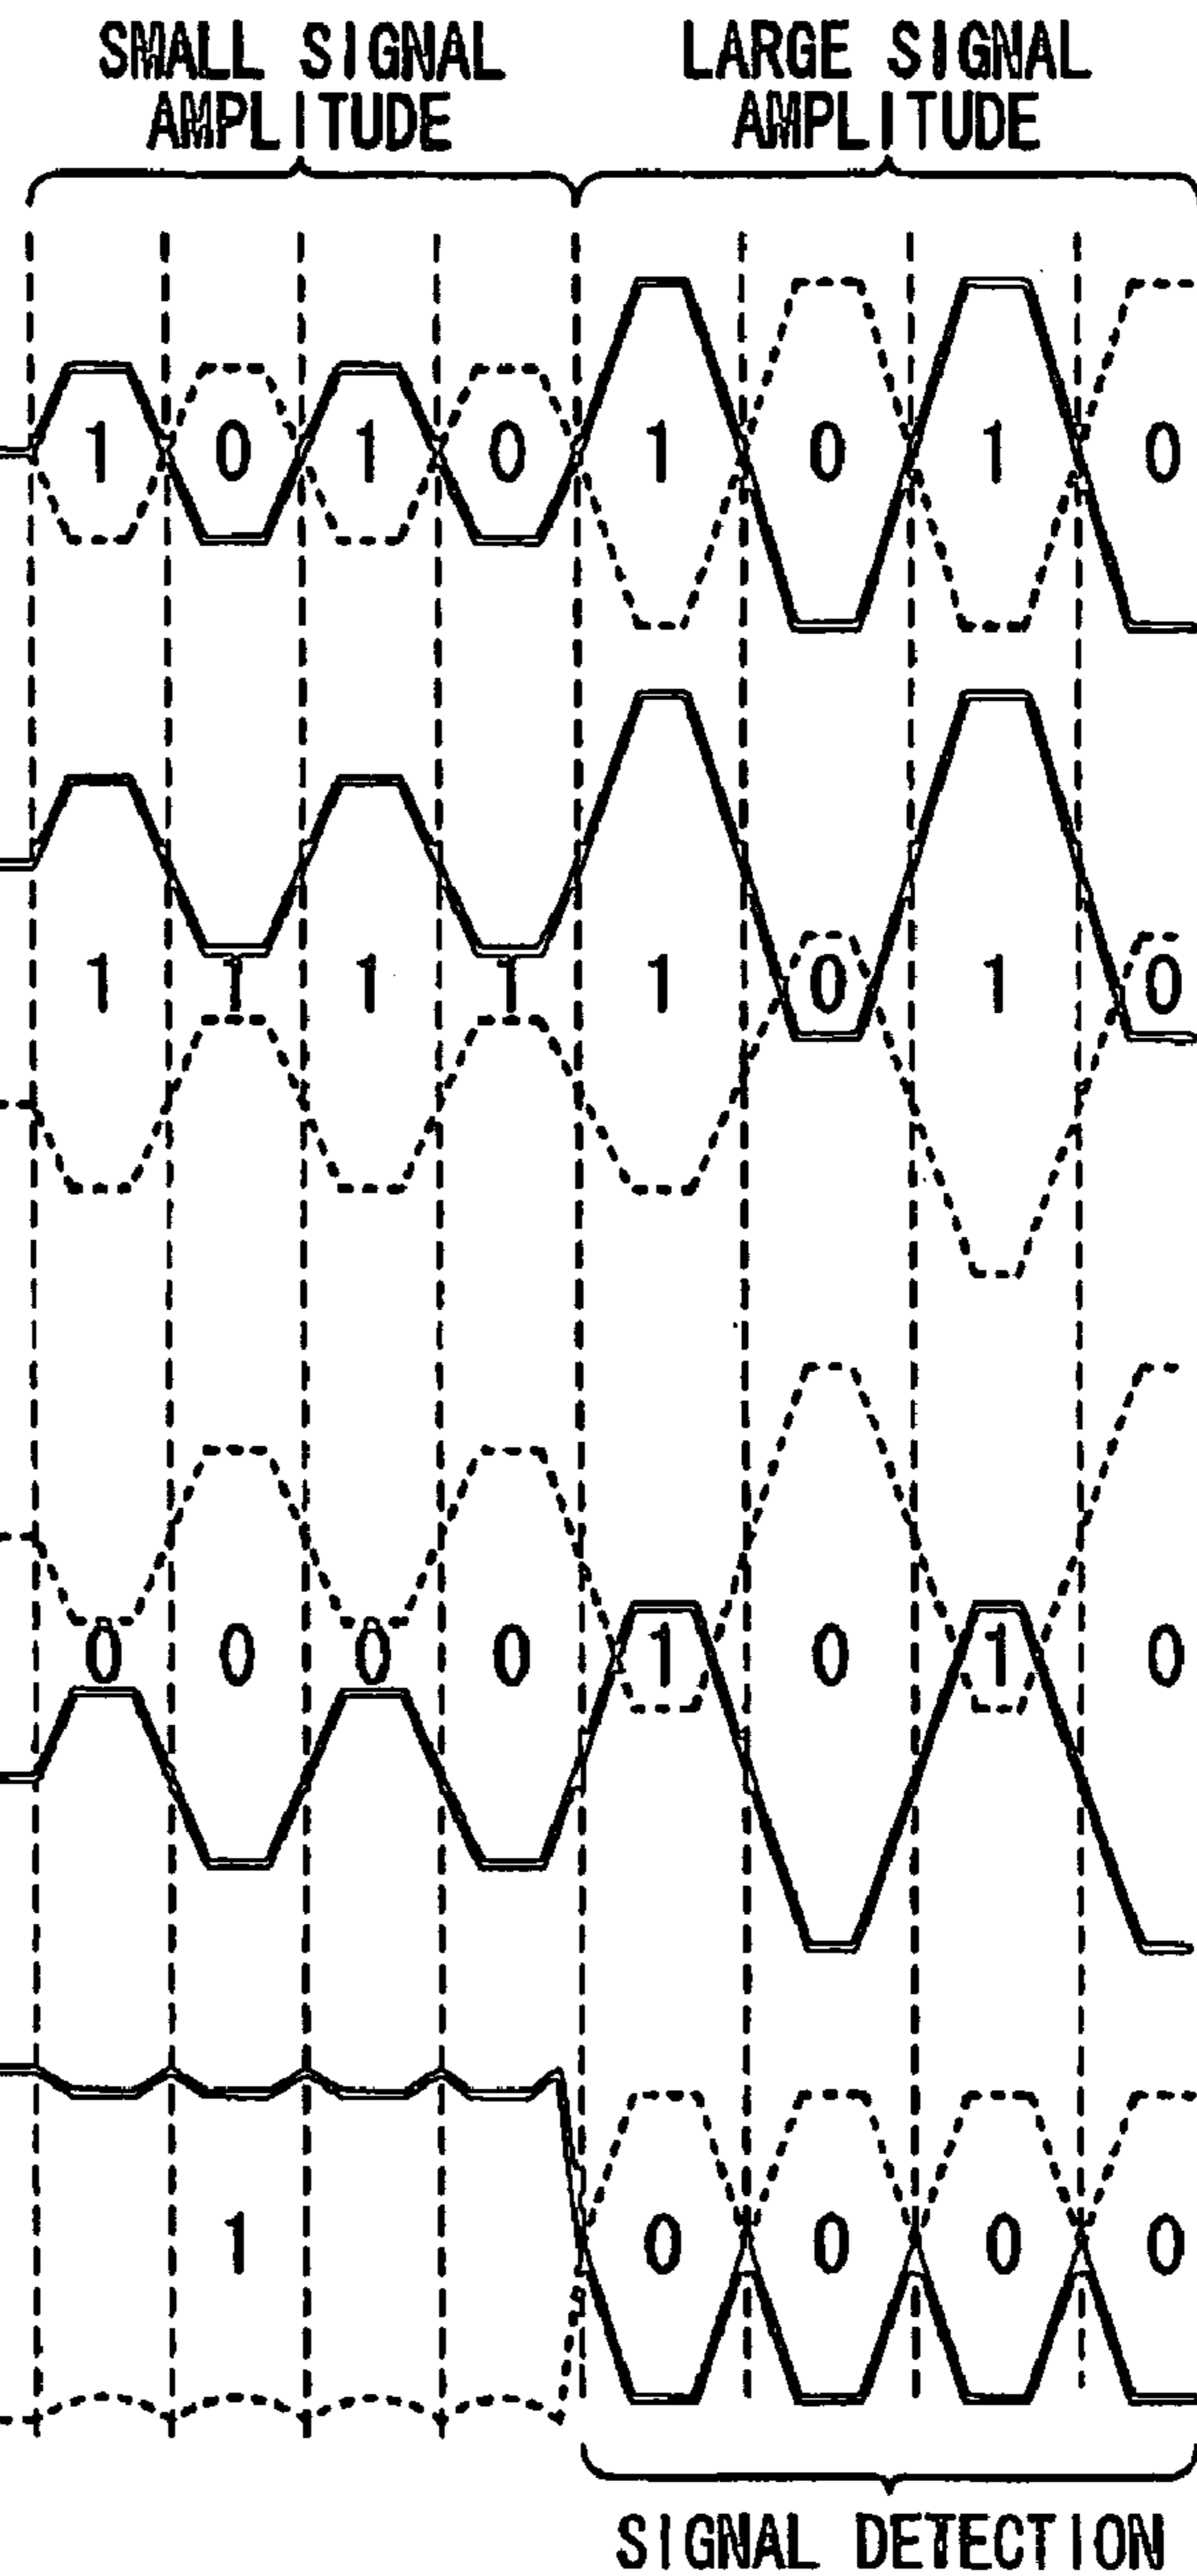 SMALL SIGNAL AMPLITUDE
LARGE SIGNAL AMPLITUDE
1 0 1 0 1 0 1 0
1 1 1 1 1 0 1 0
0 0 0 0 1 0 1 0
1 0 0 0 0
SIGNAL DETECTION